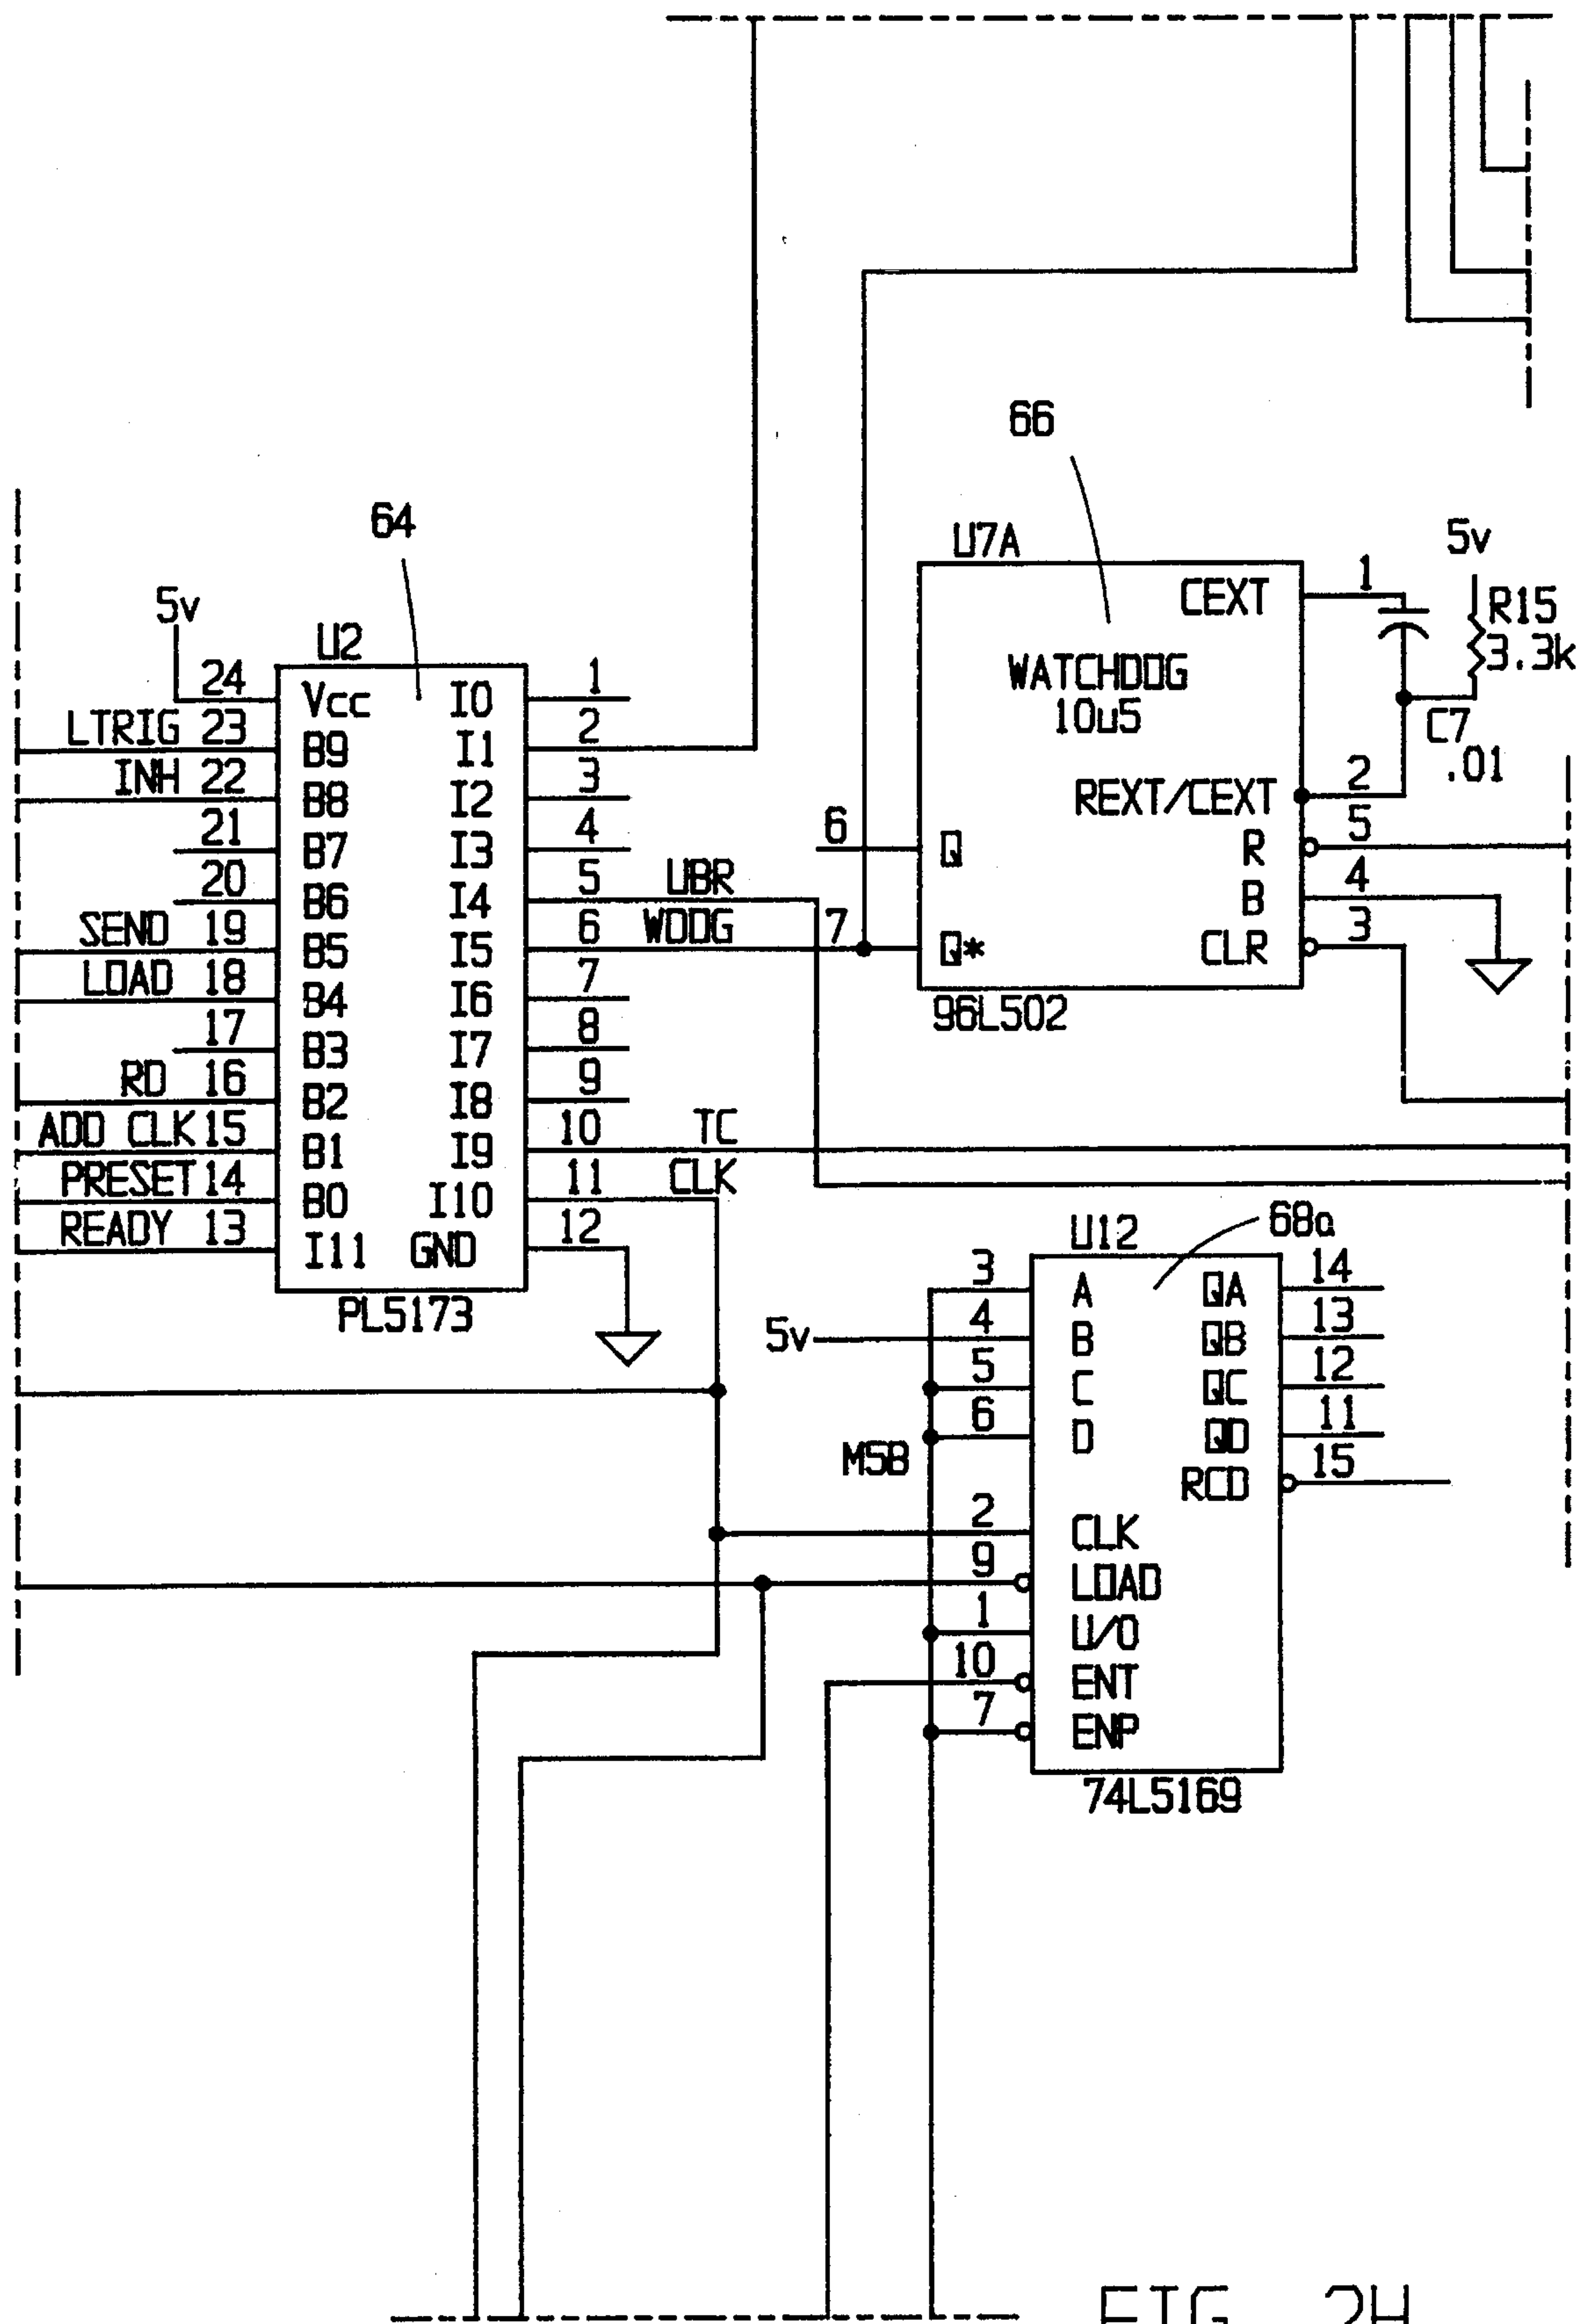 66
64
U7A
5v
CEXT 1
R15
3.3k
WATCHDOG
10u5
C7
.01
REXT/CEXT 2
R 5
B 4
CLR 3
6 Q
7 Q*
96L502
5v
U2
24 Vcc I0 1
LTRIG 23 B9 I1 2
INH 22 B8 I2 3
21 B7 I3 4
20 B6 I4 5 UBR
SEND 19 B5 I5 6 WDOG
LOAD 18 B4 I6 7
17 B3 I7 8
RD 16 B2 I8 9
ADD CLK 15 B1 I9 10 TC
PRESET 14 B0 I10 11 CLK
READY 13 I11 GND 12
PL5173
U12
68a
3 A QA 14
5v 4 B QB 13
5 C QC 12
6 D QD 11
MSB
RCO 15
2 CLK
9 LOAD
1 U/D
10 ENT
7 ENP
74L5169
FIG. 2H